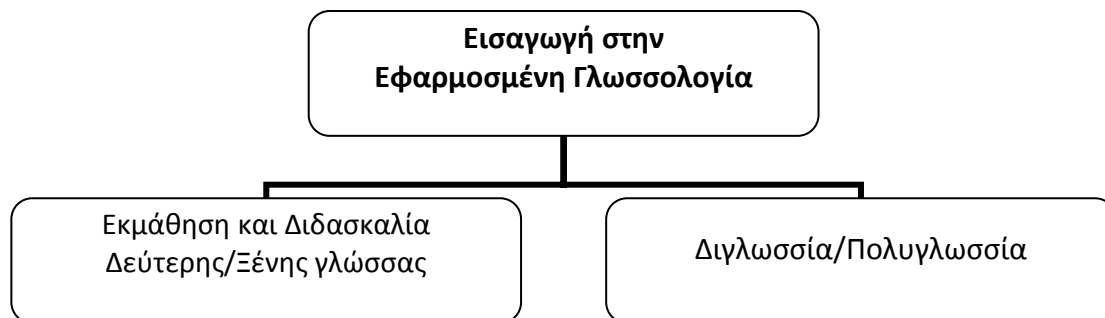 Εισαγωγή στην
Εφαρμοσμένη Γλωσσολογία
Εκμάθηση και Διδασκαλία
Δεύτερης/Ξένης γλώσσας
Διγλωσσία/Πολυγλωσσία